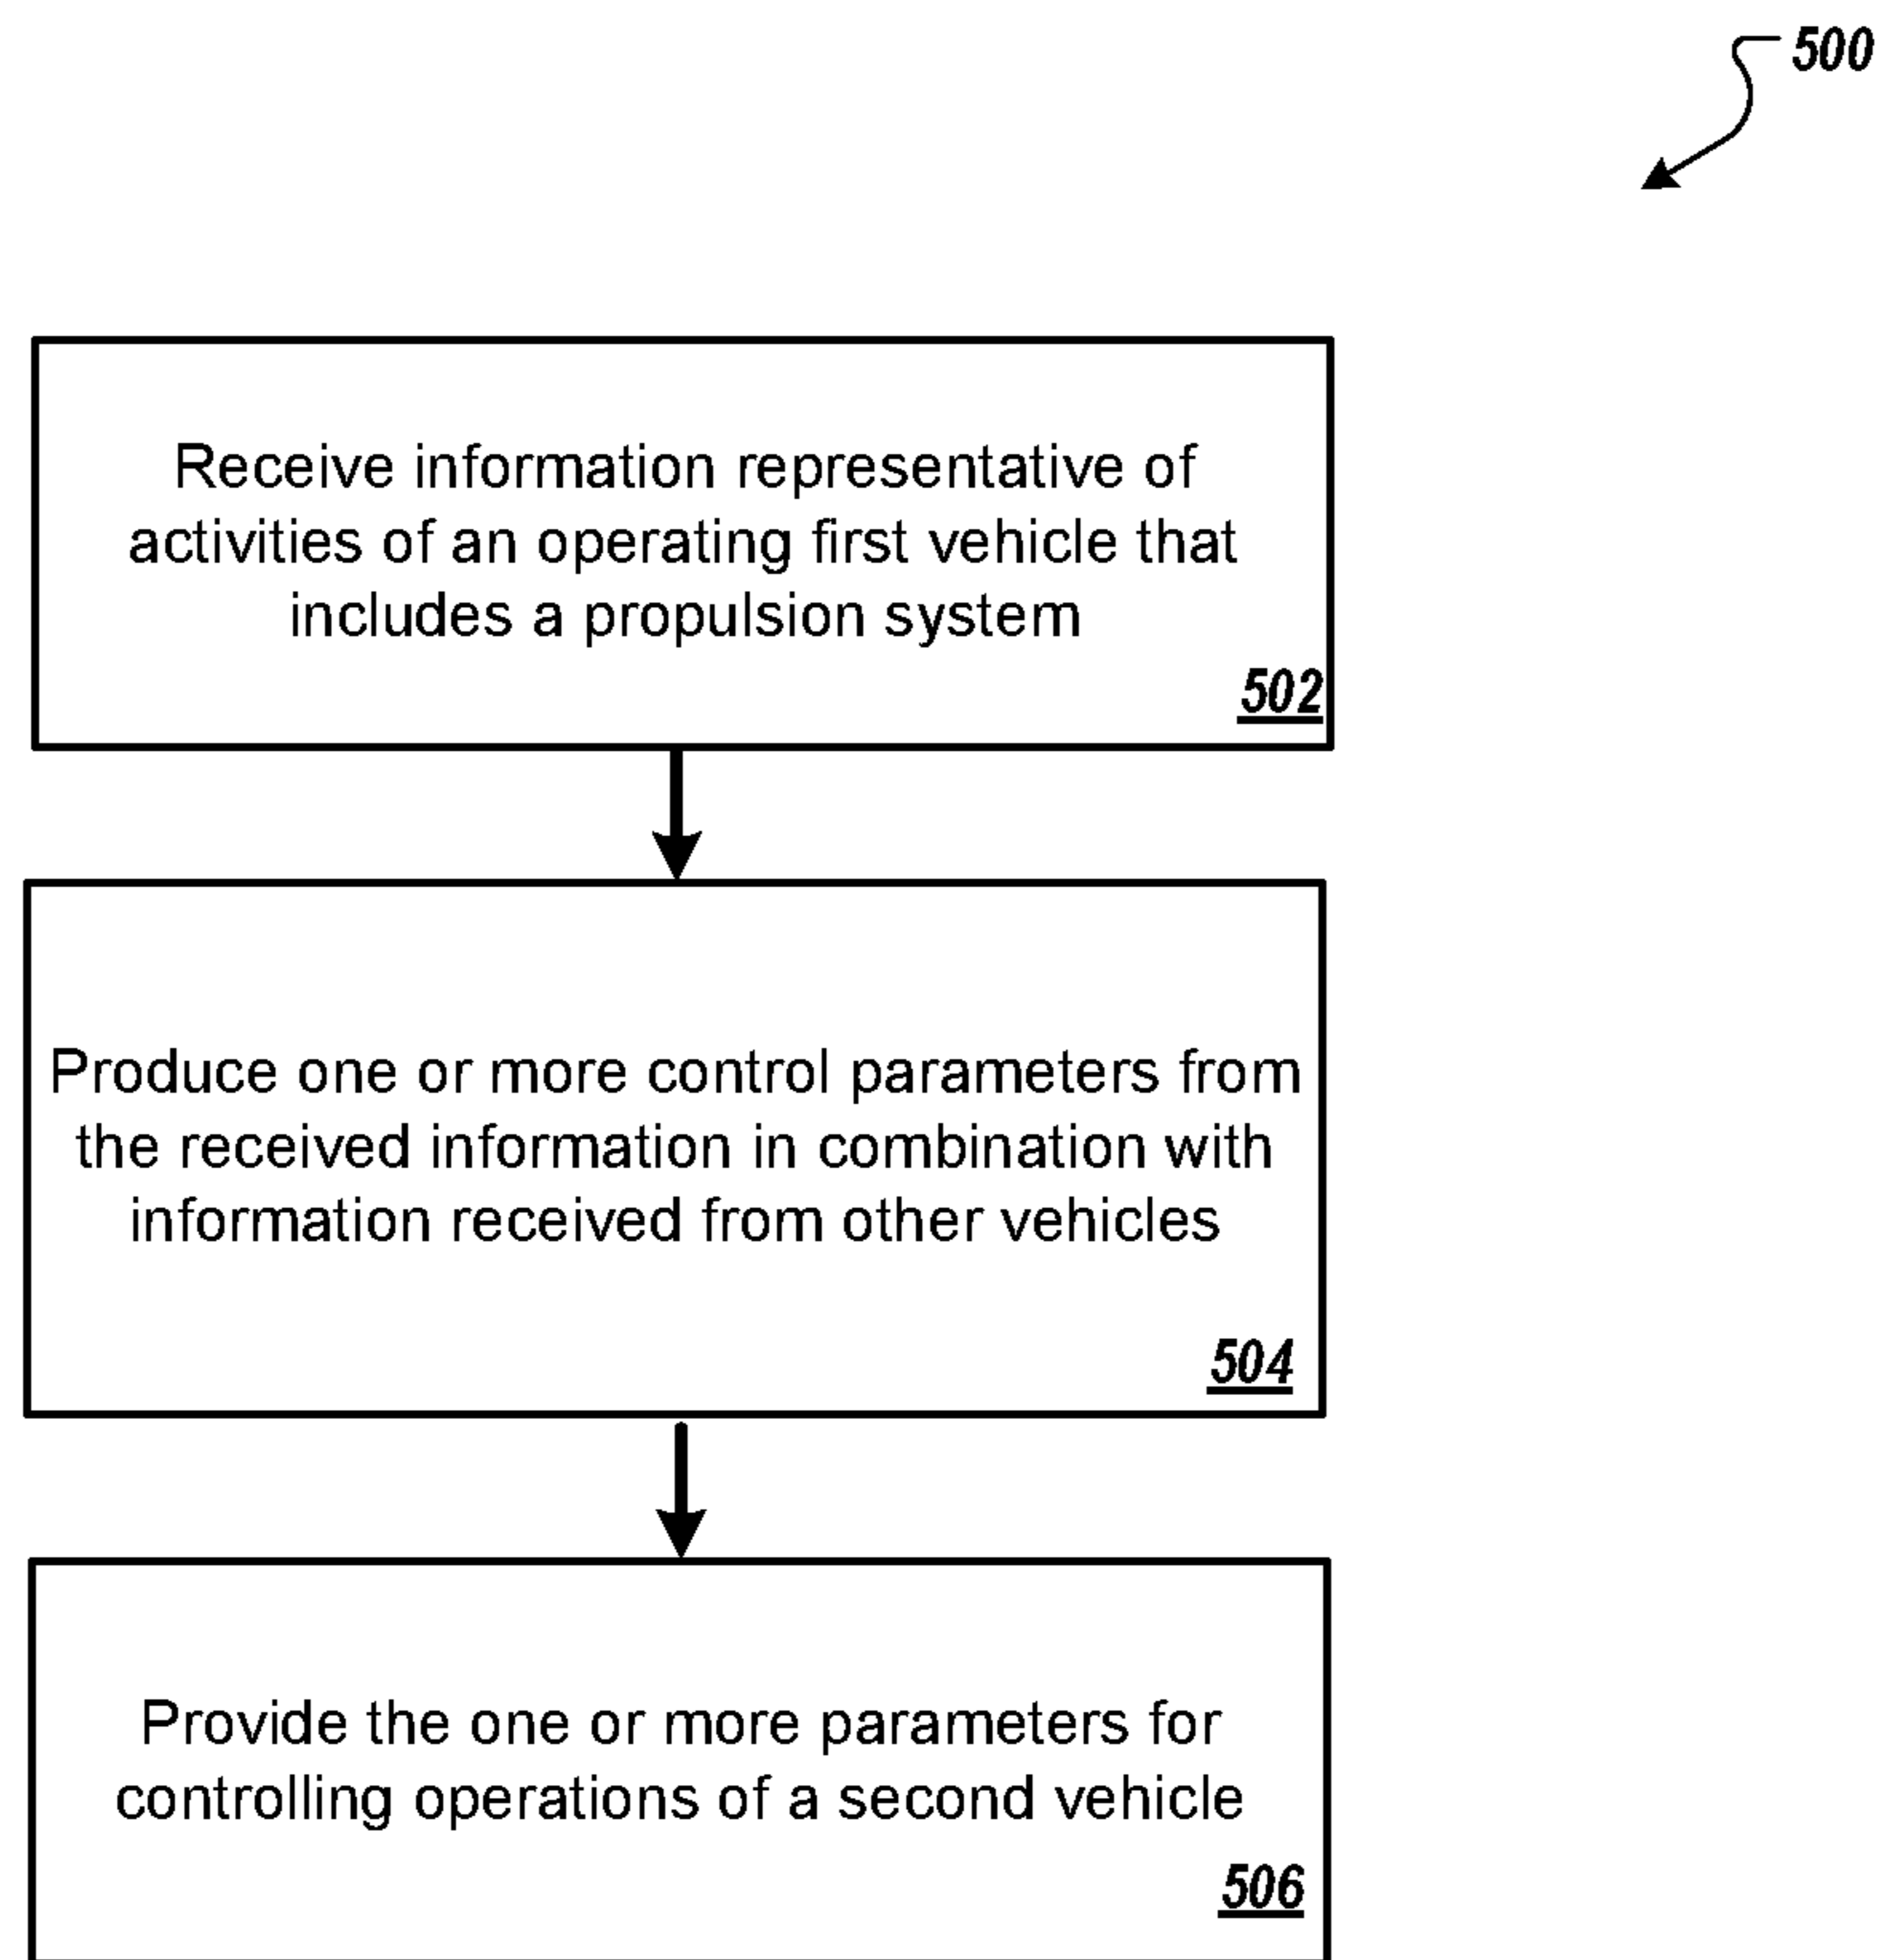 500
Receive information representative of
activities of an operating first vehicle that
includes a propulsion system
502
Produce one or more control parameters from
the received information in combination with
information received from other vehicles
504
Provide the one or more parameters for
controlling operations of a second vehicle
506